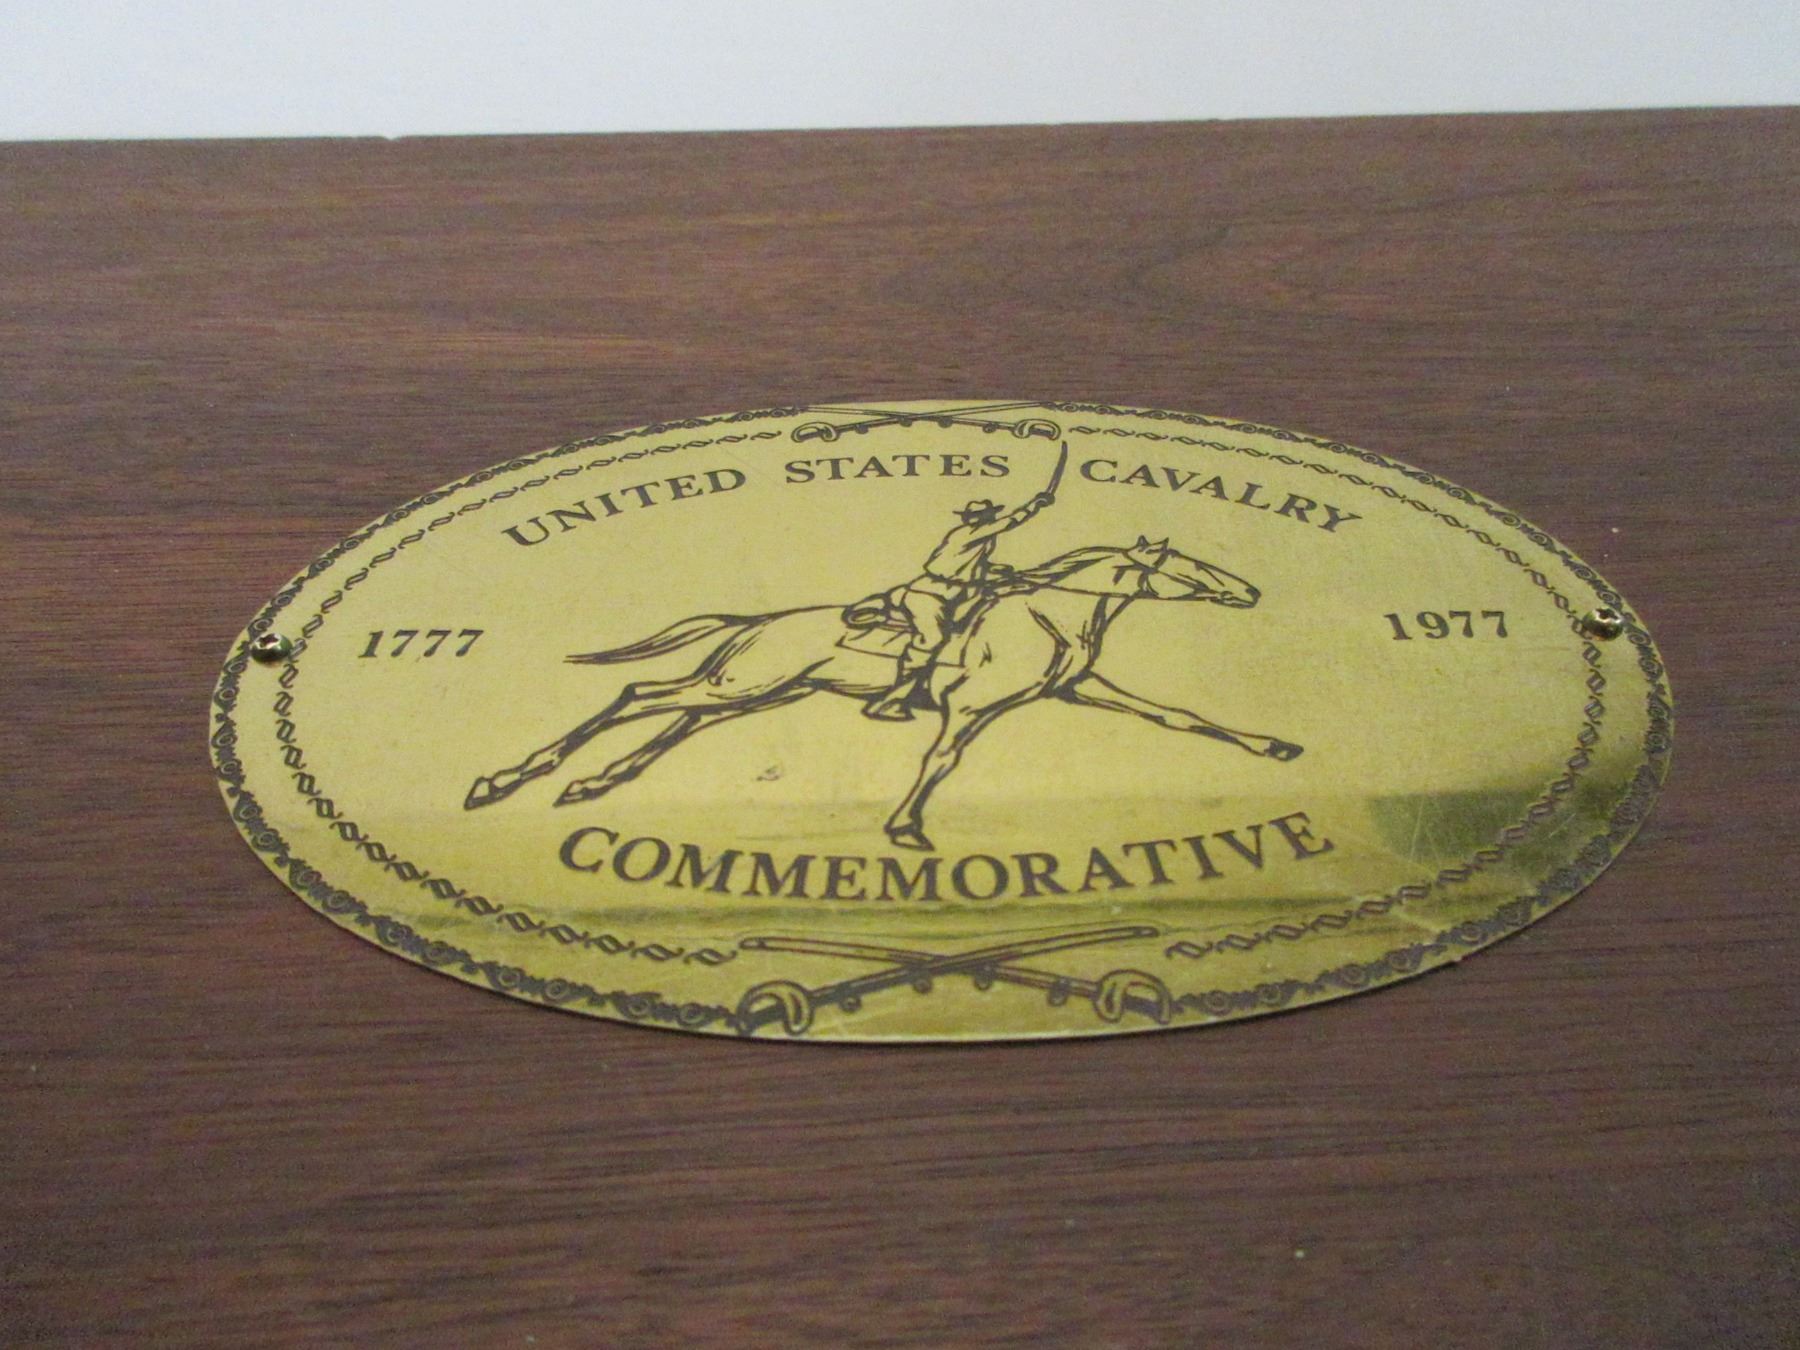 UNITED STATES CAVALRY
1777 1977
COMMEMORATIVE